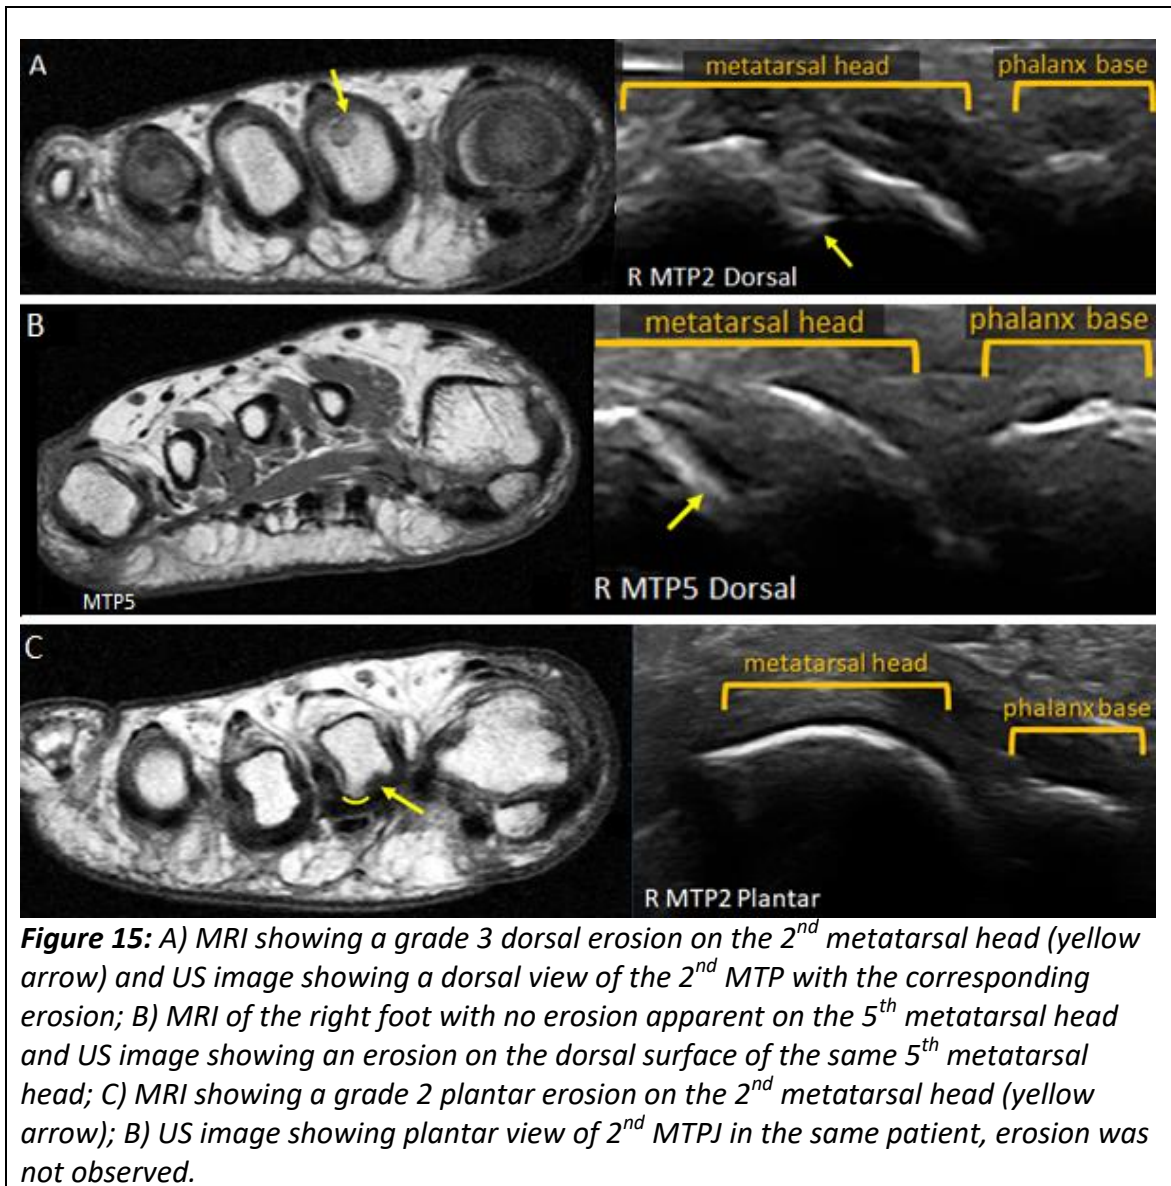 A
metatarsal head
phalanx base
R MTP2 Dorsal
B
metatarsal head
phalanx base
MTP5
R MTP5 Dorsal
C
metatarsal head
phalanx base
R MTP2 Plantar
Figure 15: A) MRI showing a grade 3 dorsal erosion on the 2nd metatarsal head (yellow
arrow) and US image showing a dorsal view of the 2nd MTP with the corresponding
erosion; B) MRI of the right foot with no erosion apparent on the 5th metatarsal head
and US image showing an erosion on the dorsal surface of the same 5th metatarsal
head; C) MRI showing a grade 2 plantar erosion on the 2nd metatarsal head (yellow
arrow); B) US image showing plantar view of 2nd MTPJ in the same patient, erosion was
not observed.